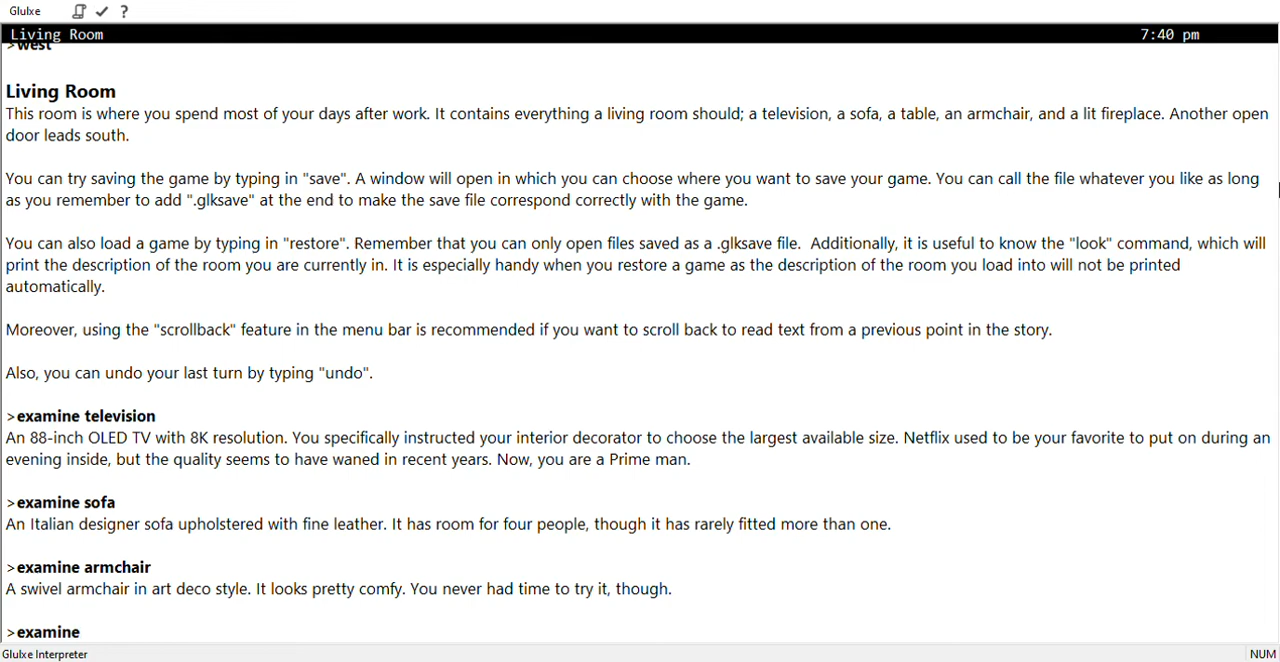 Glulxe
?
Living Room 7:40 pm
>west
Living Room
This room is where you spend most of your days after work. It contains everything a living room should; a television, a sofa, a table, an armchair, and a lit fireplace. Another open
door leads south.
You can try saving the game by typing in "save". A window will open in which you can choose where you want to save your game. You can call the file whatever you like as long
as you remember to add ".glksave" at the end to make the save file correspond correctly with the game.
You can also load a game by typing in "restore". Remember that you can only open files saved as a .glksave file.  Additionally, it is useful to know the "look" command, which will
print the description of the room you are currently in. It is especially handy when you restore a game as the description of the room you load into will not be printed
automatically.
Moreover, using the "scrollback" feature in the menu bar is recommended if you want to scroll back to read text from a previous point in the story.
Also, you can undo your last turn by typing "undo".
>examine television
An 88-inch OLED TV with 8K resolution. You specifically instructed your interior decorator to choose the largest available size. Netflix used to be your favorite to put on during an
evening inside, but the quality seems to have waned in recent years. Now, you are a Prime man.
>examine sofa
An Italian designer sofa upholstered with fine leather. It has room for four people, though it has rarely fitted more than one.
>examine armchair
A swivel armchair in art deco style. It looks pretty comfy. You never had time to try it, though.
>examine
Glulxe Interpreter NUM